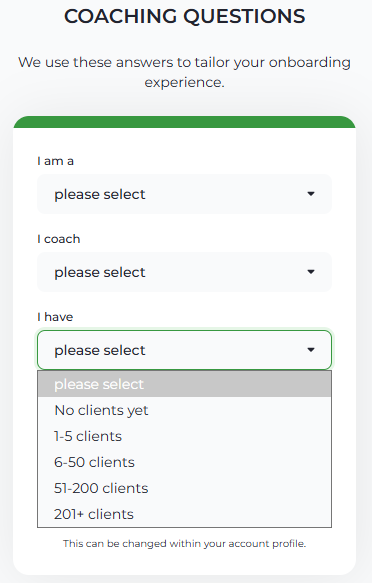 COACHING QUESTIONS
We use these answers to tailor your onboarding
experience.
I am a
please select
I coach
please select
I have
please select
please select
No clients yet
1-5 clients
6-50 clients
51-200 clients
201+ clients
This can be changed within your account profile.